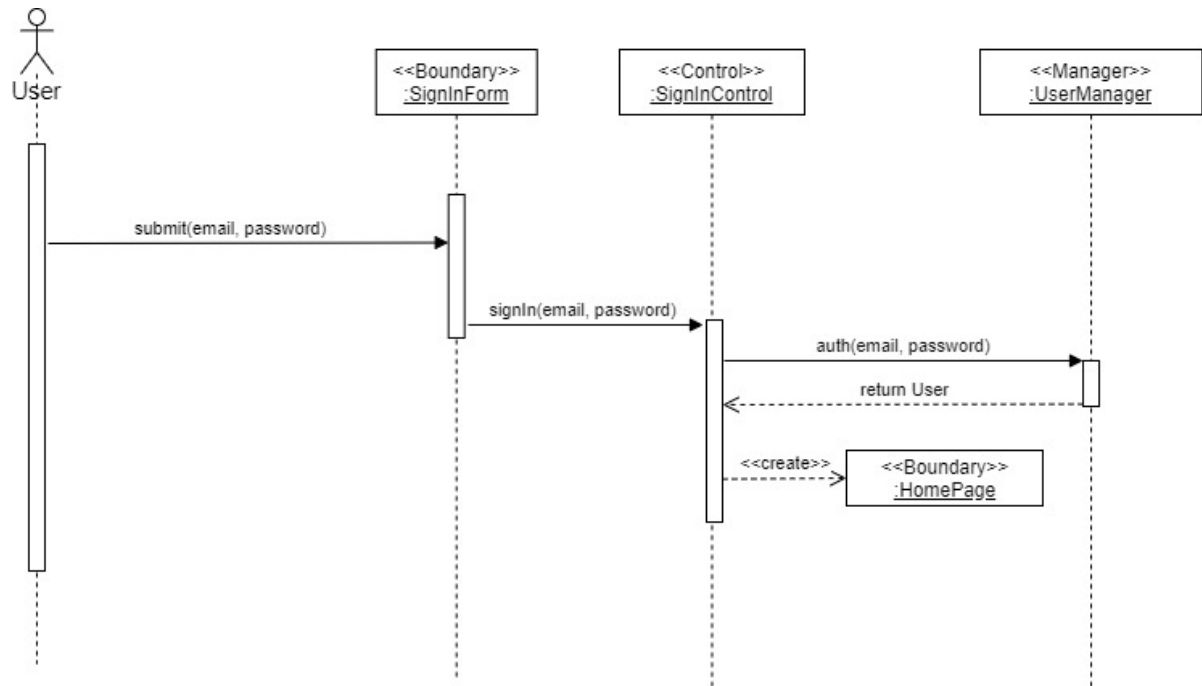 User
<<Boundary>>
:SignInForm
<<Control>>
:SignInControl
<<Manager>>
:UserManager
submit(email, password)
signIn(email, password)
auth(email, password)
return User
<<create>>
<<Boundary>>
:HomePage